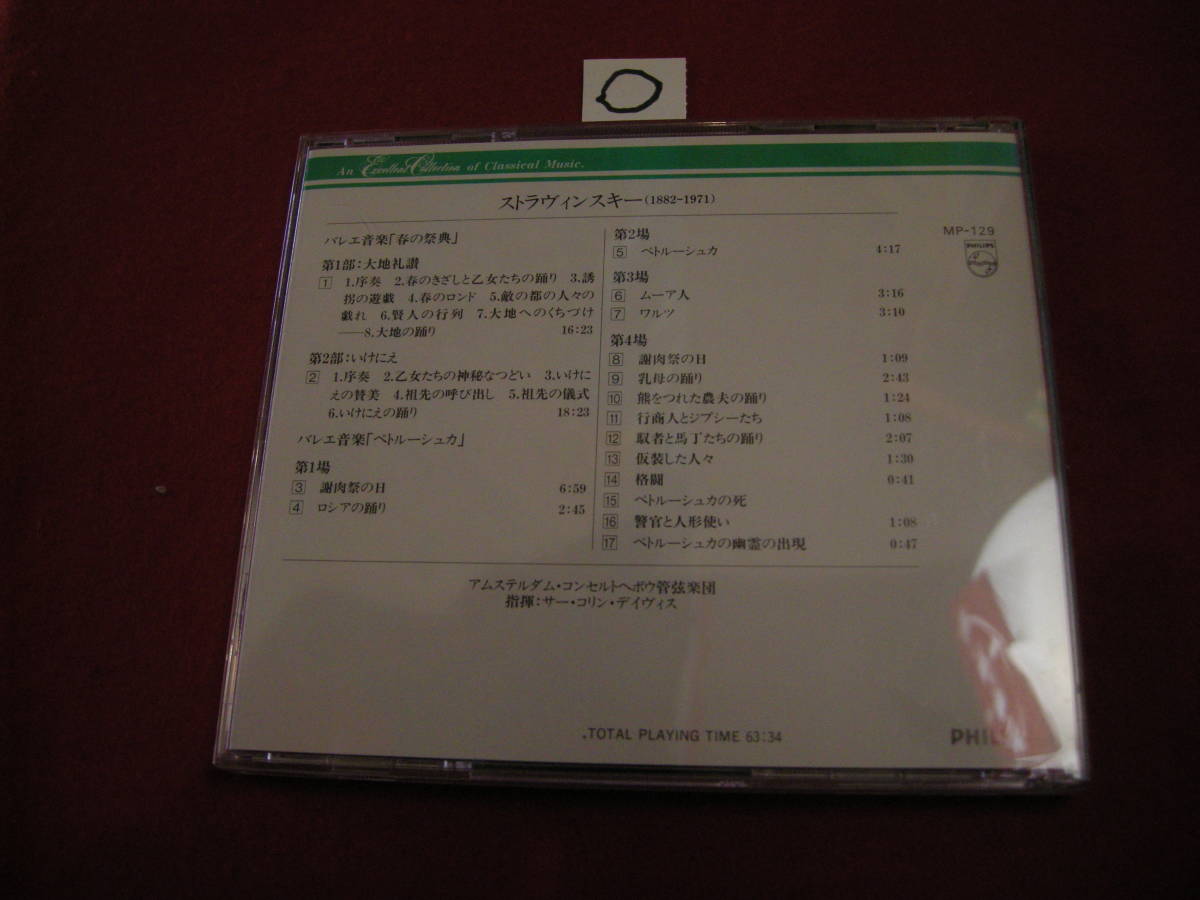 An Excellent Collection of Classical Music.
ストラヴィンスキー(1882-1971)
MP-129
PHILIPS
バレエ音楽「春の祭典」
第1部:大地礼讃
1 1.序奏 2.春のきざしと乙女たちの踊り 3.誘
拐の遊戯 4.春のロンド 5.敵の都の人々の
戯れ 6.賢人の行列 7.大地へのくちづけ
——8.大地の踊り 16:23
第2部:いけにえ
2 1.序奏 2.乙女たちの神秘なつどい 3.いけに
えの賛美 4.祖先の呼び出し 5.祖先の儀式
6.いけにえの踊り 18:23
バレエ音楽「ペトルーシュカ」
第1場
3 謝肉祭の日 6:59
4 ロシアの踊り 2:45
第2場
5 ペトルーシュカ 4:17
第3場
6 ムーア人 3:16
7 ワルツ 3:10
第4場
8 謝肉祭の日 1:09
9 乳母の踊り 2:43
10 熊をつれた農夫の踊り 1:24
11 行商人とジプシーたち 1:08
12 馭者と馬丁たちの踊り 2:07
13 仮装した人々 1:30
14 格闘 0:41
15 ペトルーシュカの死
16 警官と人形使い 1:08
17 ペトルーシュカの幽霊の出現 0:47
アムステルダム・コンセルトヘボウ管弦楽団
指揮:サー・コリン・デイヴィス
.TOTAL PLAYING TIME 63:34
PHIL